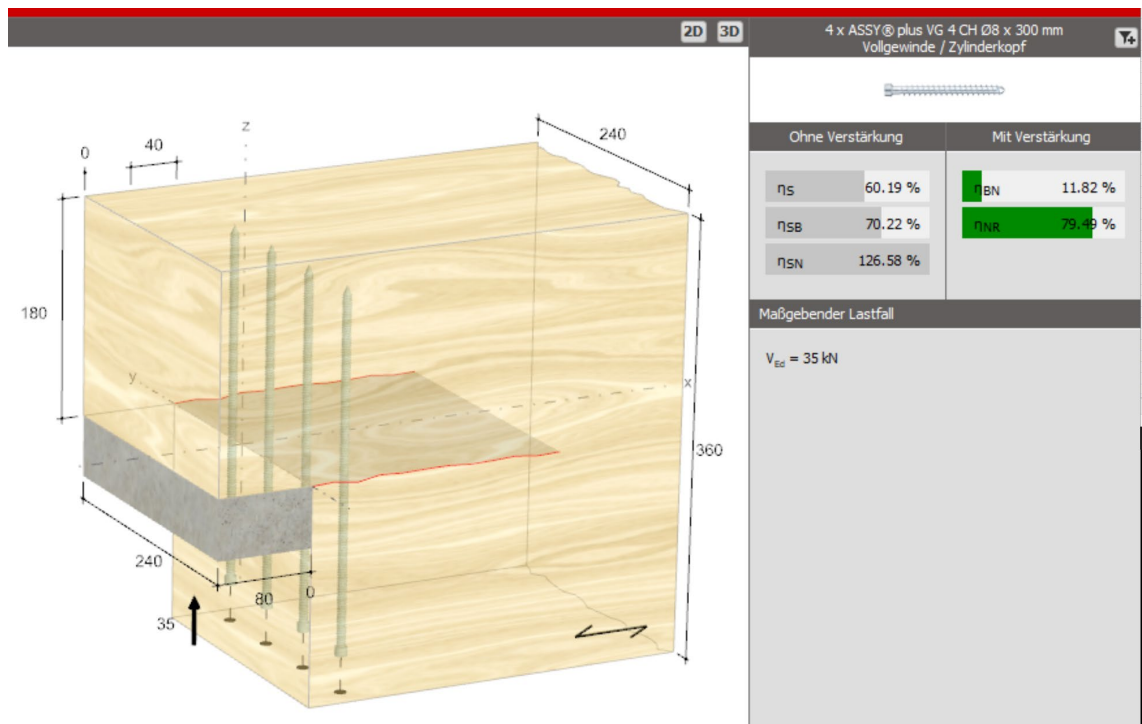 2D 3D
4 x ASSY® plus VG 4 CH Ø8 x 300 mm
Vollgewinde / Zylinderkopf
Ohne Verstärkung
Mit Verstärkung
ηS 60.19 %
ηSB 70.22 %
ηSN 126.58 %
ηBN 11.82 %
ηNR 79.49 %
Maßgebender Lastfall
VEd = 35 kN
z
240
0
40
180
y
x
360
240
80
0
35